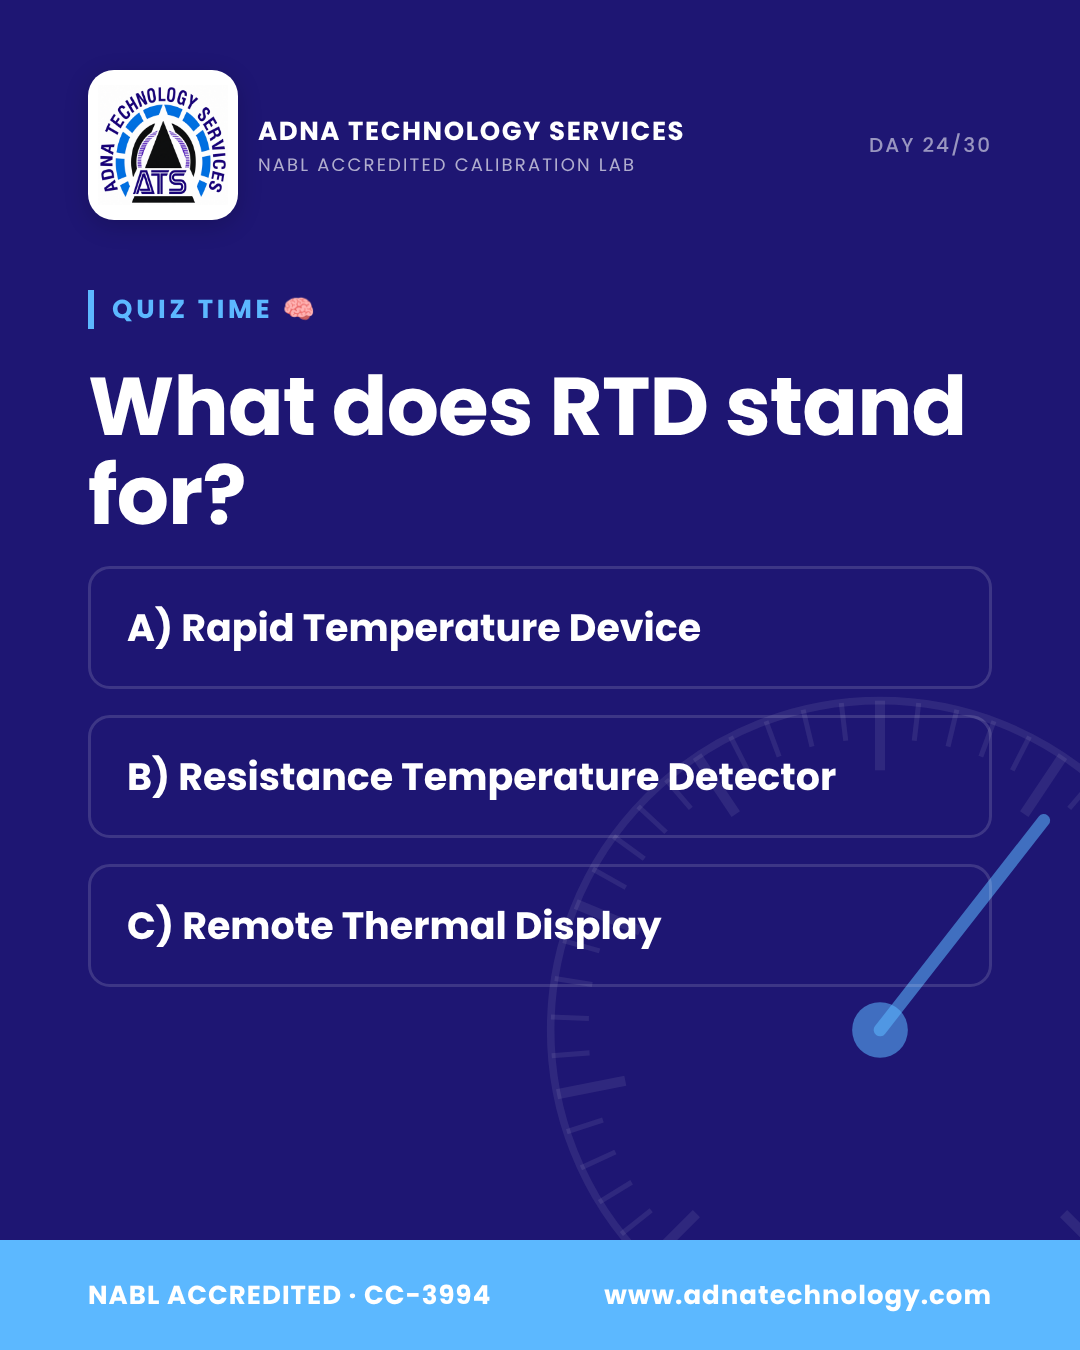 ADNA TECHNOLOGY SERVICES
ATS
ADNA TECHNOLOGY SERVICES
NABL ACCREDITED CALIBRATION LAB
DAY 24/30
QUIZ TIME 🧠
What does RTD stand
for?
A) Rapid Temperature Device
B) Resistance Temperature Detector
C) Remote Thermal Display
NABL ACCREDITED · CC-3994
www.adnatechnology.com